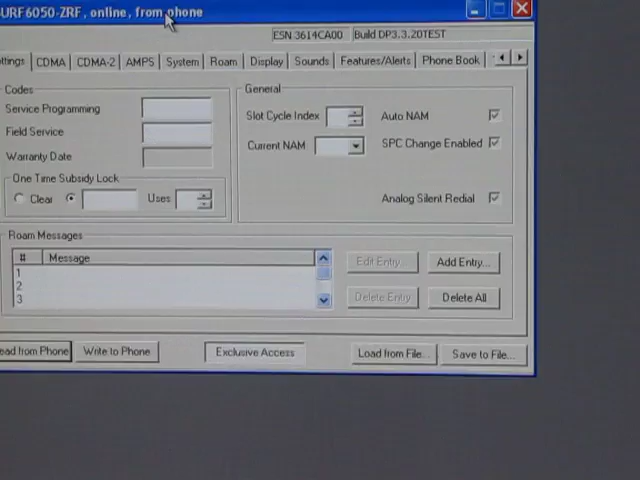 URF6050-ZRF, online, from phone
ESN 3614CA00 Build DP3.3.20TEST
ttings CDMA CDMA-2 AMPS System Roam Display Sounds Features/Alerts Phone Book
Codes
Service Programming
Field Service
Warranty Date
One Time Subsidy Lock
Clear Uses
General
Slot Cycle Index Auto NAM
Current NAM SPC Change Enabled
Analog Silent Redial
Roam Messages
# Message
1
2
3
Edit Entry... Add Entry...
Delete Entry Delete All
ead from Phone Write to Phone Exclusive Access Load from File... Save to File...